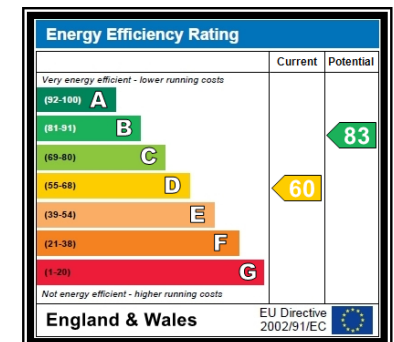 Energy Efficiency Rating
Current Potential
Very energy efficient - lower running costs
(92-100) A
(81-91) B
83
(69-80) C
(55-68) D
60
(39-54) E
(21-38) F
(1-20) G
Not energy efficient - higher running costs
England & Wales
EU Directive
2002/91/EC